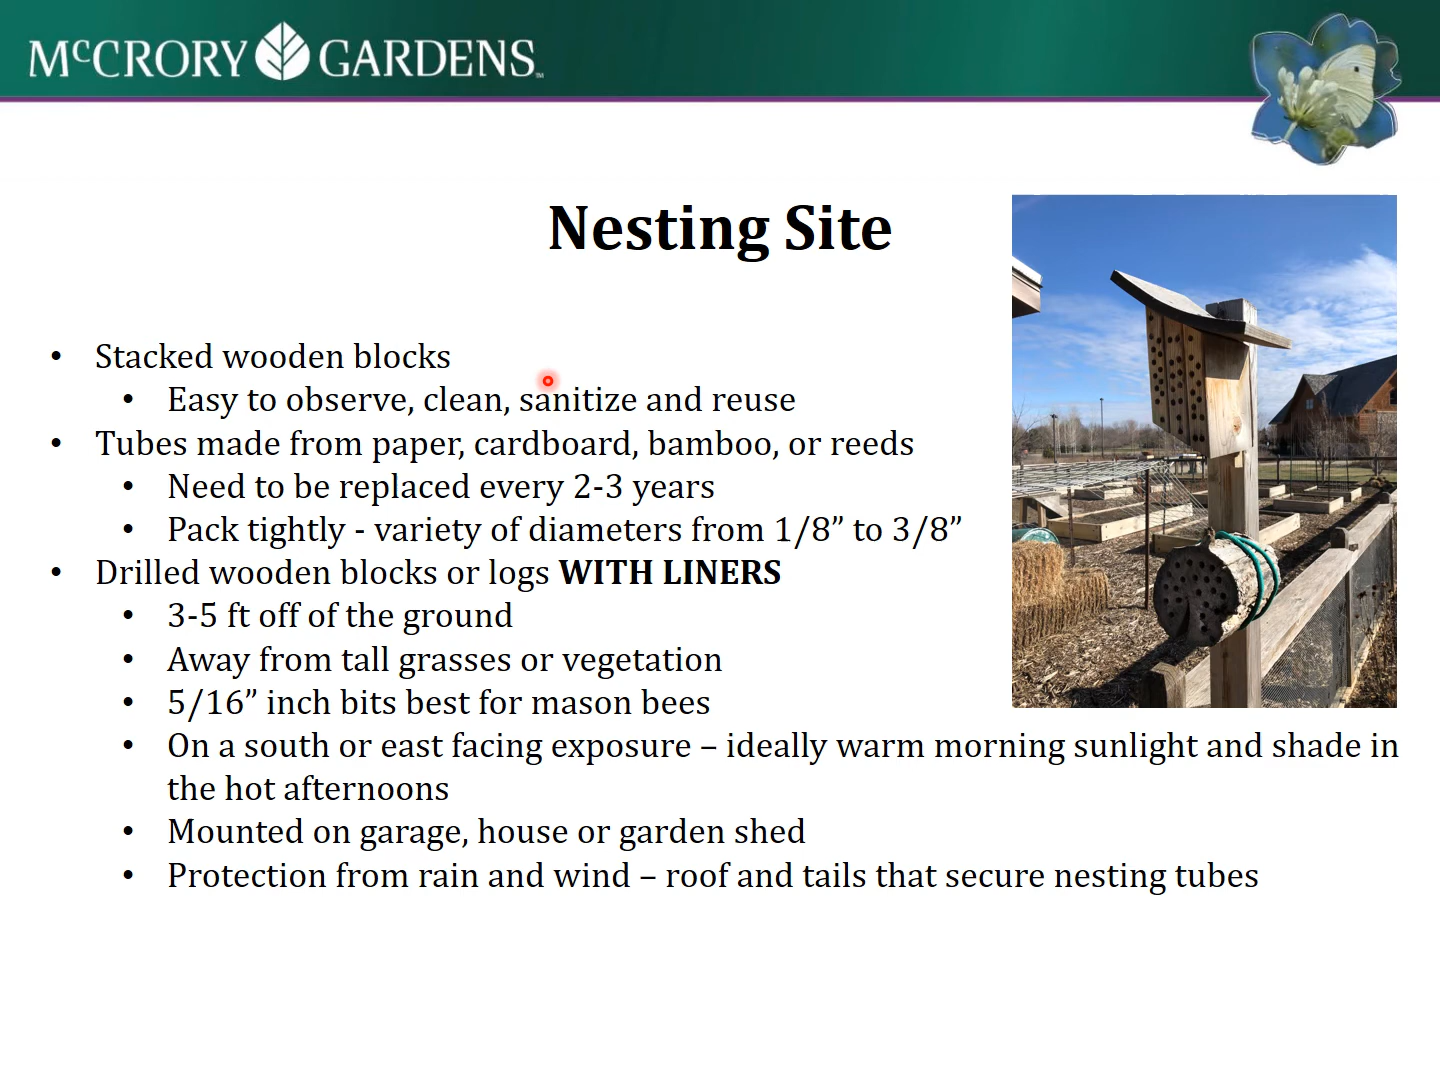 McCRORY GARDENS™
Nesting Site
• Stacked wooden blocks
• Easy to observe, clean, sanitize and reuse
• Tubes made from paper, cardboard, bamboo, or reeds
• Need to be replaced every 2-3 years
• Pack tightly - variety of diameters from 1/8” to 3/8”
• Drilled wooden blocks or logs WITH LINERS
• 3-5 ft off of the ground
• Away from tall grasses or vegetation
• 5/16” inch bits best for mason bees
• On a south or east facing exposure – ideally warm morning sunlight and shade in
the hot afternoons
• Mounted on garage, house or garden shed
• Protection from rain and wind – roof and tails that secure nesting tubes